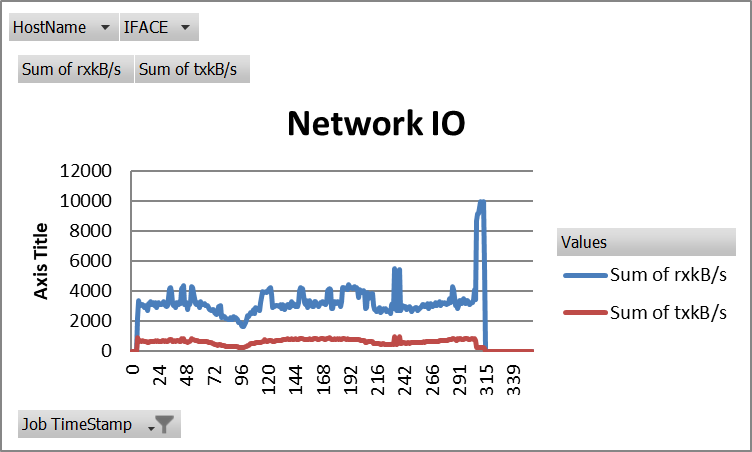 HostName IFACE
Sum of rxkB/s Sum of txkB/s
Network IO
Axis Title
12000
10000
8000
6000
4000
2000
0
0 24 48 72 96 120 144 168 192 216 242 266 291 315 339
Values
Sum of rxkB/s
Sum of txkB/s
Job TimeStamp